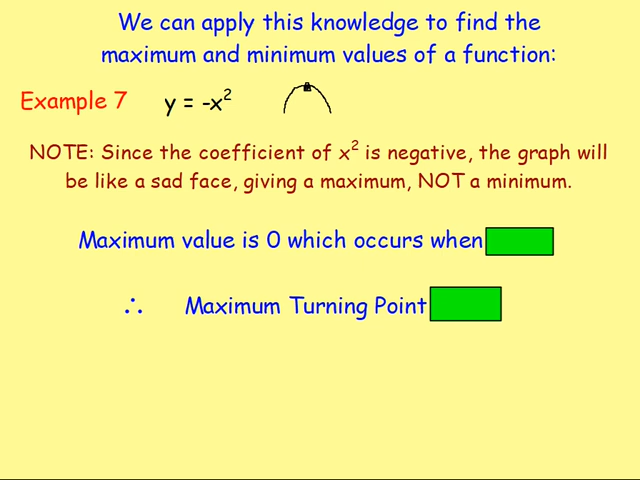 We can apply this knowledge to find the
maximum and minimum values of a function:
Example 7 y = -x²
NOTE: Since the coefficient of x² is negative, the graph will
be like a sad face, giving a maximum, NOT a minimum.
Maximum value is 0 which occurs when
∴ Maximum Turning Point